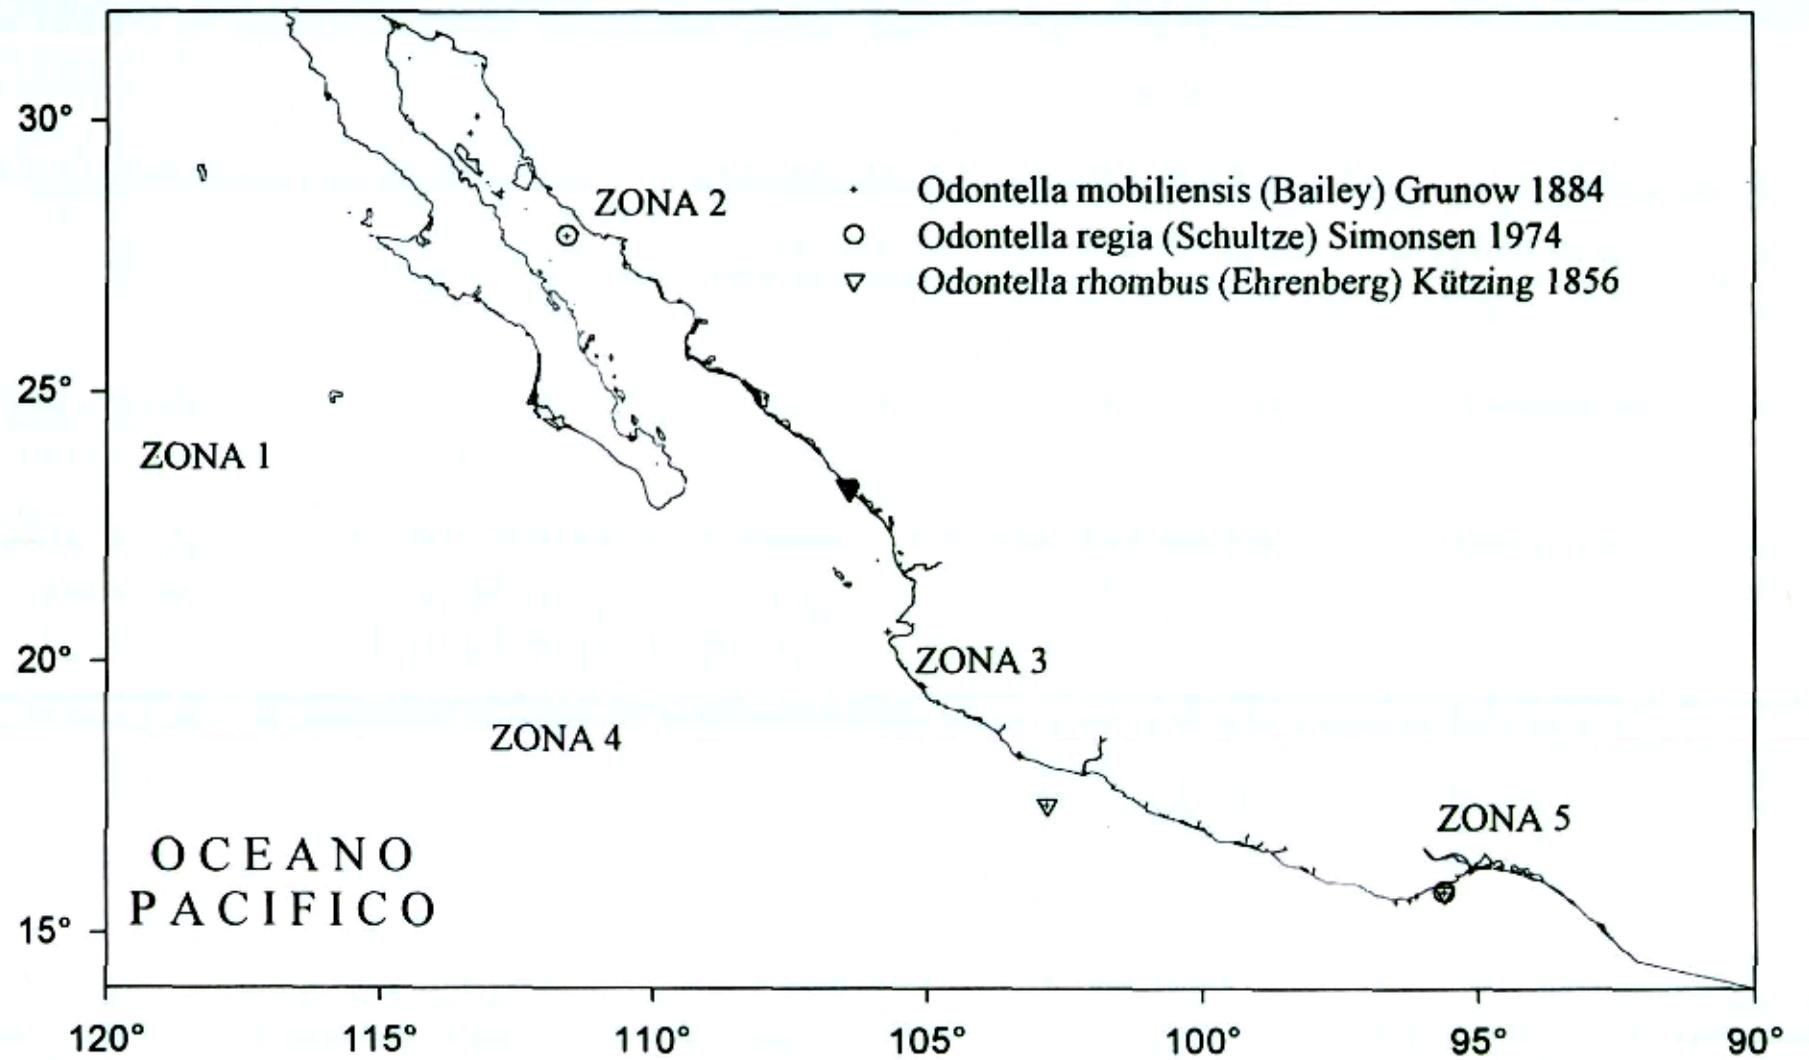 30°
ZONA 2
Odontella mobiliensis (Bailey) Grunow 1884
Odontella regia (Schultze) Simonsen 1974
Odontella rhombus (Ehrenberg) Kützing 1856
25°
ZONA 1
20°
ZONA 3
ZONA 4
ZONA 5
OCEANO
PACIFICO
15°
120° 115° 110° 105° 100° 95° 90°